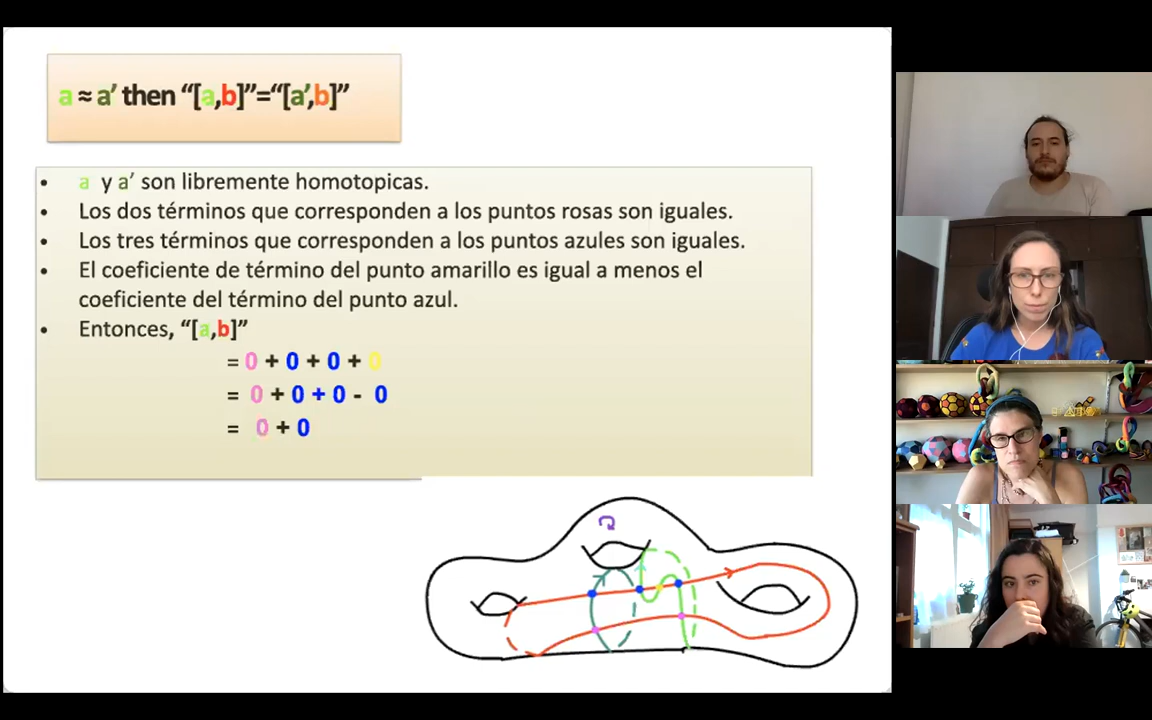 a ≈ a’ then “[a,b]”=“[a’,b]”
• a y a’ son libremente homotopicas.
• Los dos términos que corresponden a los puntos rosas son iguales.
• Los tres términos que corresponden a los puntos azules son iguales.
• El coeficiente de término del punto amarillo es igual a menos el
coeficiente del término del punto azul.
• Entonces, “[a,b]”
= 0 + 0 + 0 + 0
= 0 + 0 + 0 - 0
= 0 + 0